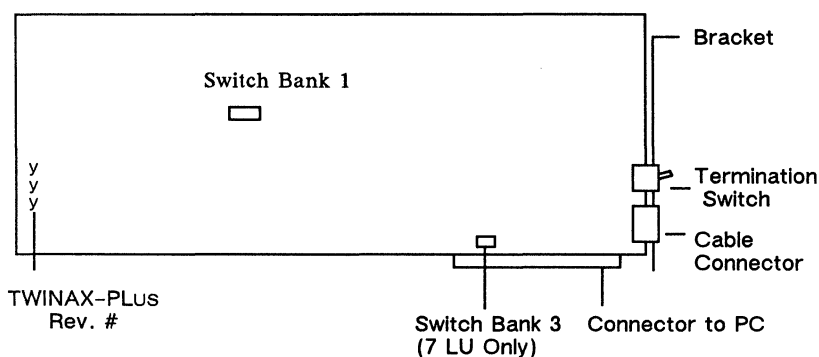 Bracket
Switch Bank 1
y
y
y
Termination
Switch
Cable
Connector
TWINAX-PLUS
Rev. #
Switch Bank 3
(7 LU Only)
Connector to PC